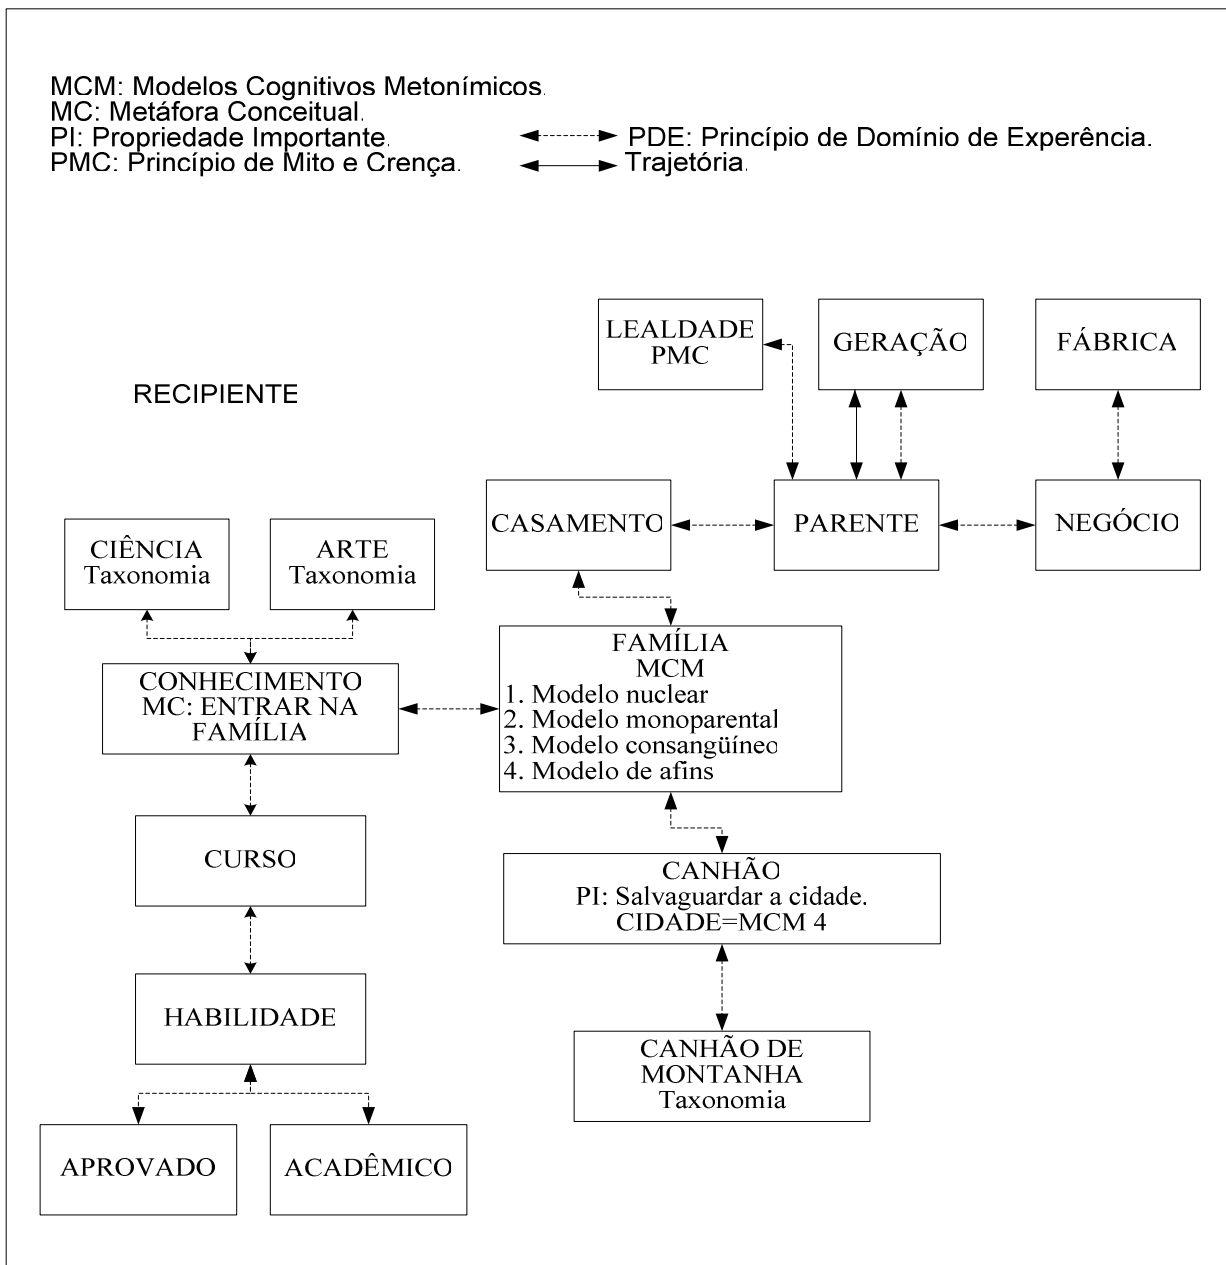 MCM: Modelos Cognitivos Metonímicos.
MC: Metáfora Conceitual.
PI: Propriedade Importante.
PDE: Princípio de Domínio de Experência.
PMC: Princípio de Mito e Crença.
Trajetória.
LEALDADE
PMC
GERAÇÃO
FÁBRICA
RECIPIENTE
CASAMENTO
PARENTE
NEGÓCIO
CIÊNCIA
Taxonomia
ARTE
Taxonomia
FAMÍLIA
MCM
1. Modelo nuclear
2. Modelo monoparental
3. Modelo consangüíneo
4. Modelo de afins
CONHECIMENTO
MC: ENTRAR NA
FAMÍLIA
CURSO
CANHÃO
PI: Salvaguardar a cidade.
CIDADE=MCM 4
HABILIDADE
CANHÃO DE
MONTANHA
Taxonomia
APROVADO
ACADÊMICO